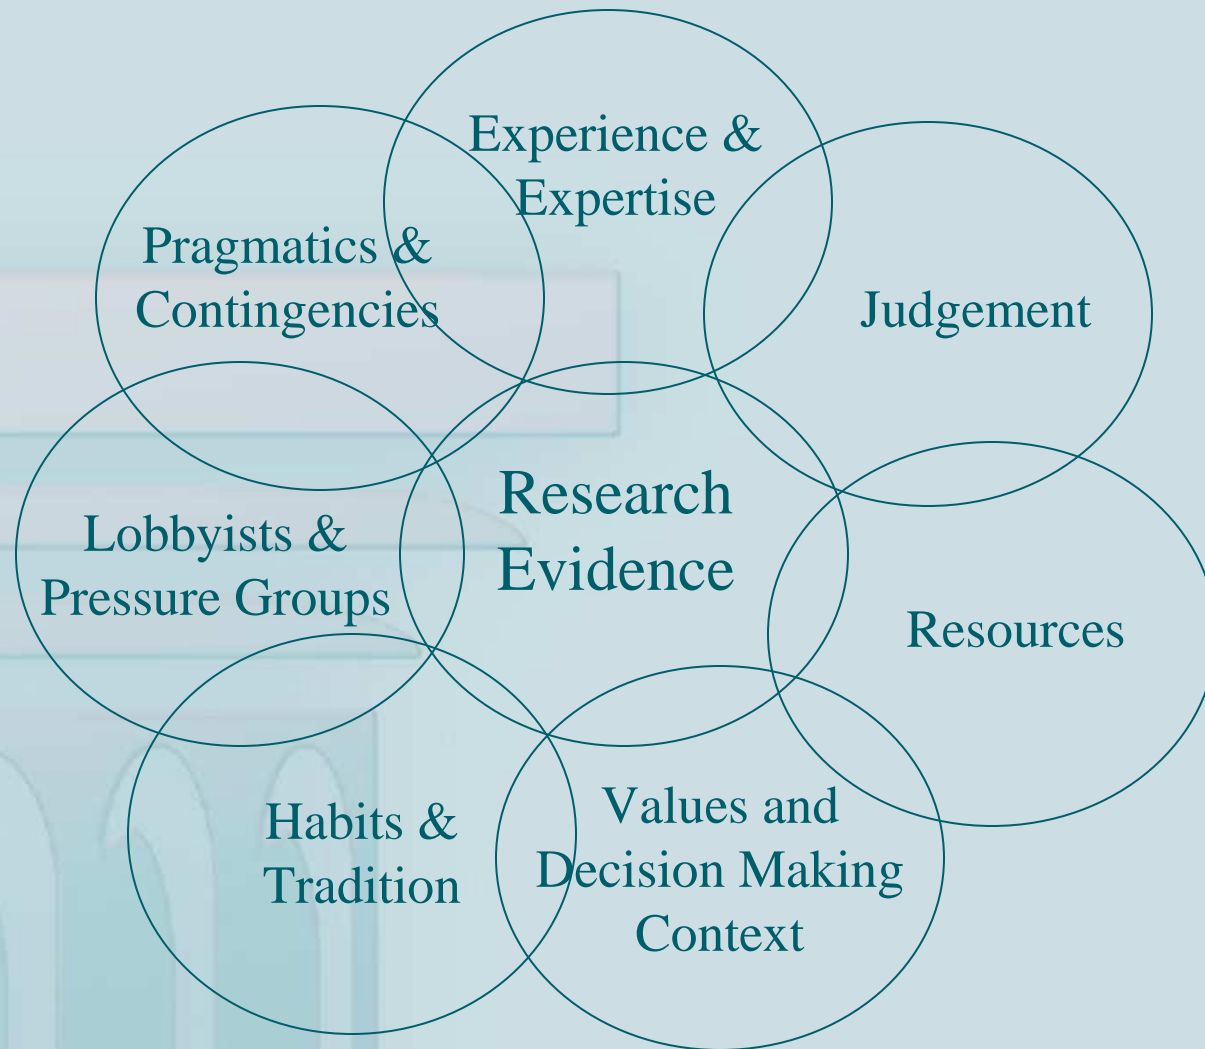 Experience &
Expertise
Pragmatics &
Contingencies
Judgement
Research
Evidence
Lobbyists &
Pressure Groups
Resources
Habits &
Tradition
Values and
Decision Making
Context